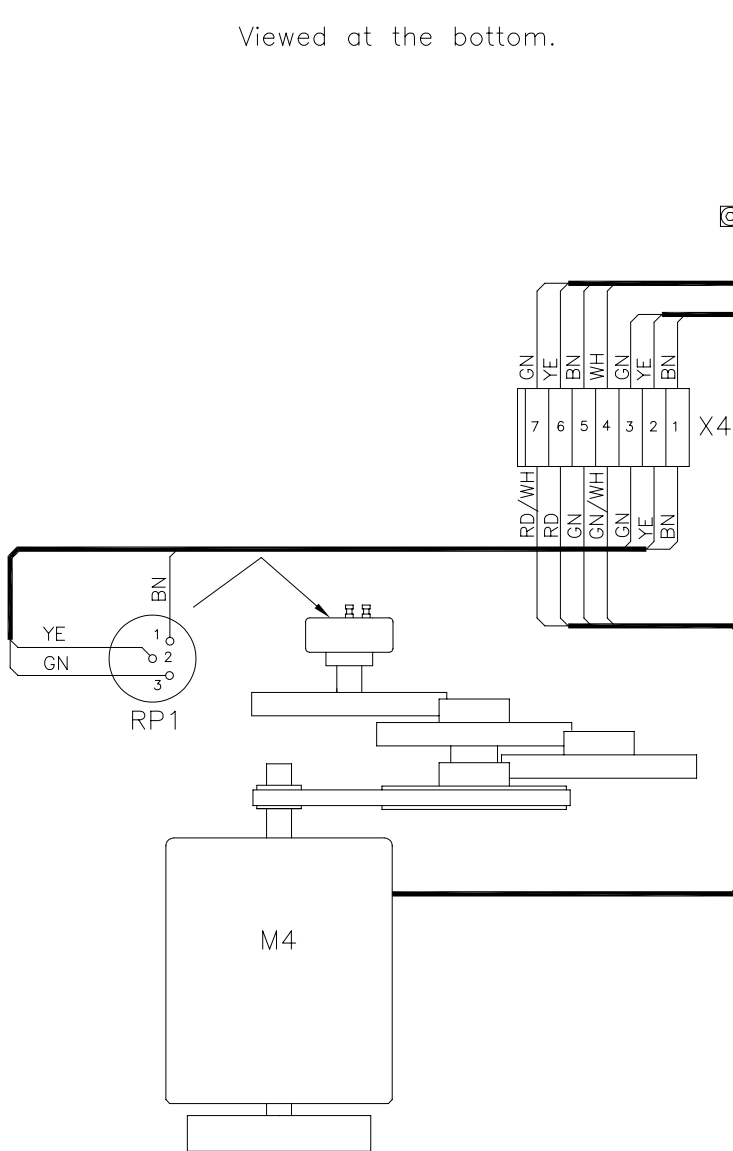 Viewed at the bottom.
GN YE BN WH GN YE BN
7 6 5 4 3 2 1 X4
RD/WH RD GN GN/WH GN YE BN
BN
YE 1
2
GN 3
RP1
M4